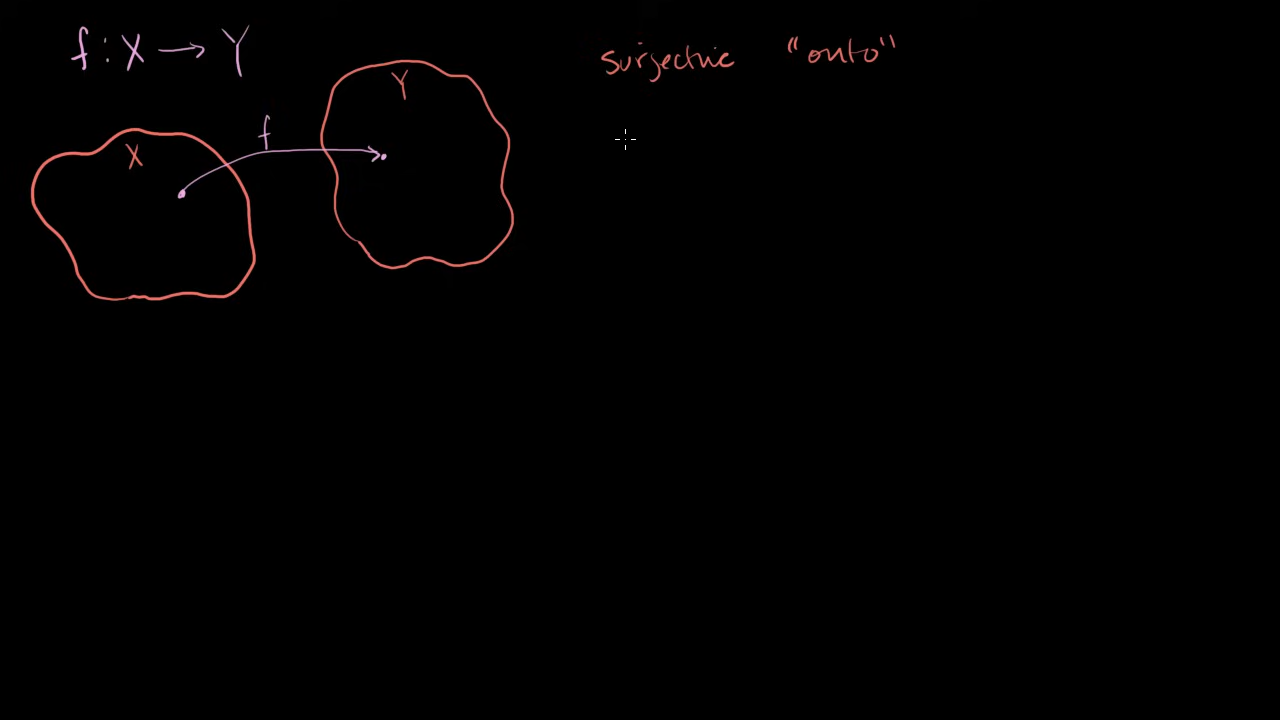 f : X → Y
surjective "onto"
Y
f
X